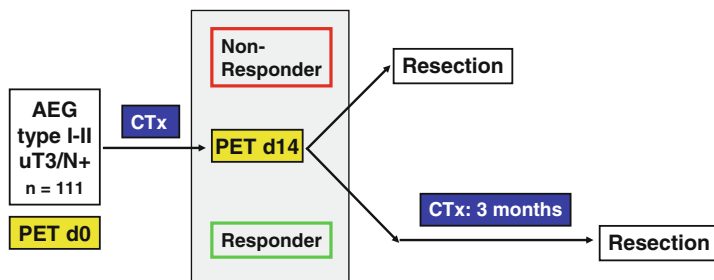 AEG
type I-II
uT3/N+
n = 111
PET d0
CTx
Non-
Responder
PET d14
Responder
Resection
CTx: 3 months
Resection